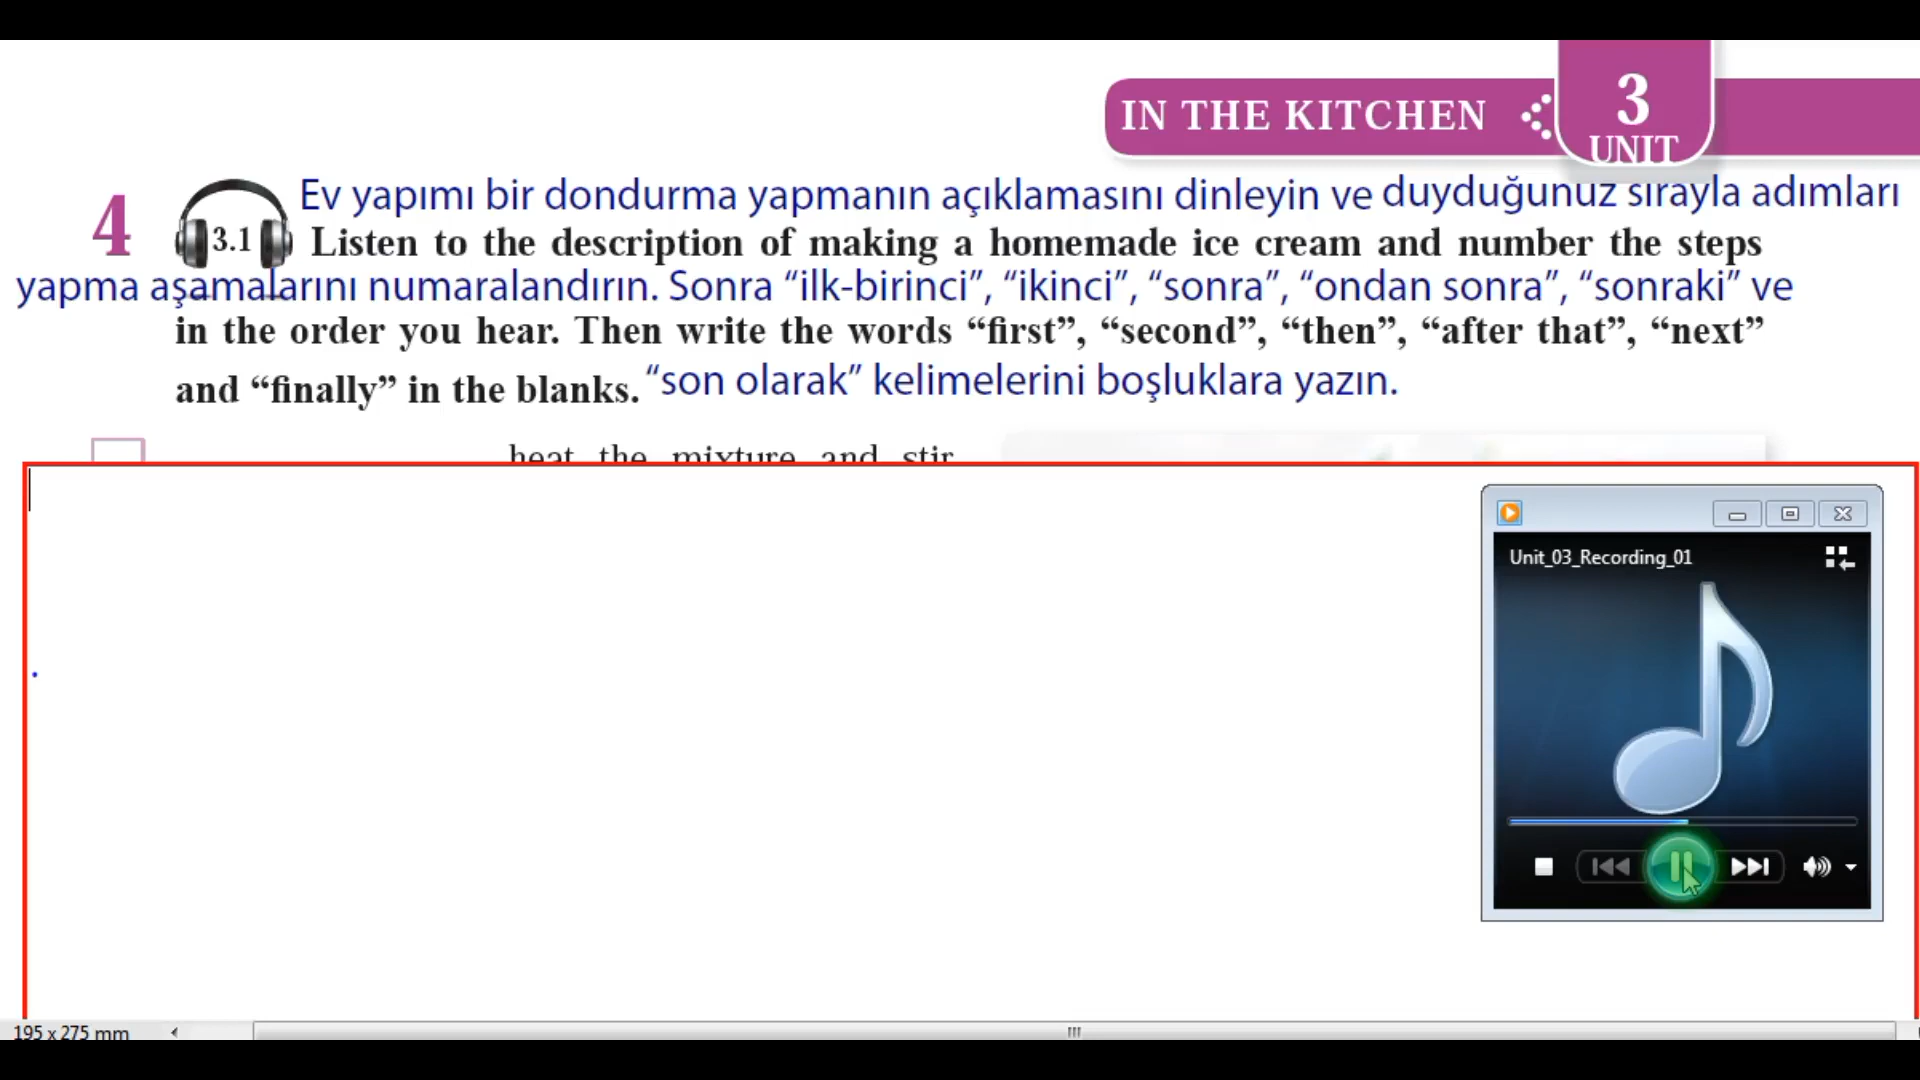 IN THE KITCHEN
3
UNIT
Ev yapımı bir dondurma yapmanın açıklamasını dinleyin ve duyduğunuz sırayla adımları
4
3.1
Listen to the description of making a homemade ice cream and number the steps
yapma aşamalarını numaralandırın. Sonra “ilk-birinci”, “ikinci”, “sonra”, “ondan sonra”, “sonraki” ve
in the order you hear. Then write the words “first”, “second”, “then”, “after that”, “next”
and “finally” in the blanks. “son olarak” kelimelerini boşluklara yazın.
heat the mixture and stir
Unit_03_Recording_01
195 x 275 mm